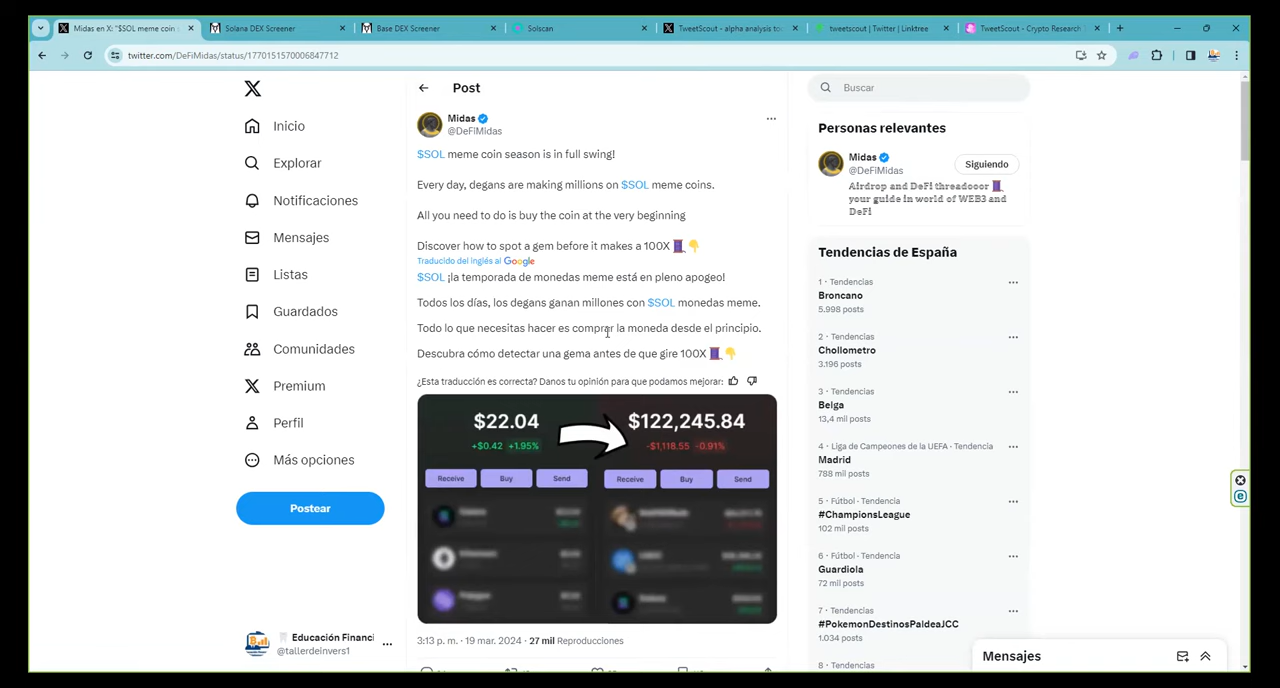 Midas en X: "$SOL meme coin s
Solana DEX Screener
Base DEX Screener
Solscan
TweetScout - alpha analysis too
tweetscout | Twitter | Linktree
TweetScout - Crypto Research
twitter.com/DeFiMidas/status/1770151570006847712
Inicio
Explorar
Notificaciones
Mensajes
Listas
Guardados
Comunidades
Premium
Perfil
Más opciones
Postear
Educación Financi
@tallerdeinvers1
Post
Midas
@DeFiMidas
$SOL meme coin season is in full swing!
Every day, degans are making millions on $SOL meme coins.
All you need to do is buy the coin at the very beginning
Discover how to spot a gem before it makes a 100X 🧵👇
Traducido del inglés al Google
$SOL ¡la temporada de monedas meme está en pleno apogeo!
Todos los días, los degans ganan millones con $SOL monedas meme.
Todo lo que necesitas hacer es comprar la moneda desde el principio.
Descubra cómo detectar una gema antes de que gire 100X 🧵👇
¿Esta traducción es correcta? Danos tu opinión para que podamos mejorar:
$22.04
+$0.42 +1.95%
Receive Buy Send
$122,245.84
-$1,118.55 -0.91%
Receive Buy Send
3:13 p. m. · 19 mar. 2024 · 27 mil Reproducciones
Buscar
Personas relevantes
Midas
@DeFiMidas
Siguiendo
Airdrop and DeFi threadooor 🧵
your guide in world of WEB3 and
DeFi
Tendencias de España
1 · Tendencias
Broncano
5.998 posts
2 · Tendencias
Chollometro
3.196 posts
3 · Tendencias
Belga
13,4 mil posts
4 · Liga de Campeones de la UEFA · Tendencia
Madrid
788 mil posts
5 · Fútbol · Tendencia
#ChampionsLeague
102 mil posts
6 · Fútbol · Tendencia
Guardiola
72 mil posts
7 · Tendencias
#PokemonDestinosPaldeaJCC
1.034 posts
8 · Tendencias
Mensajes